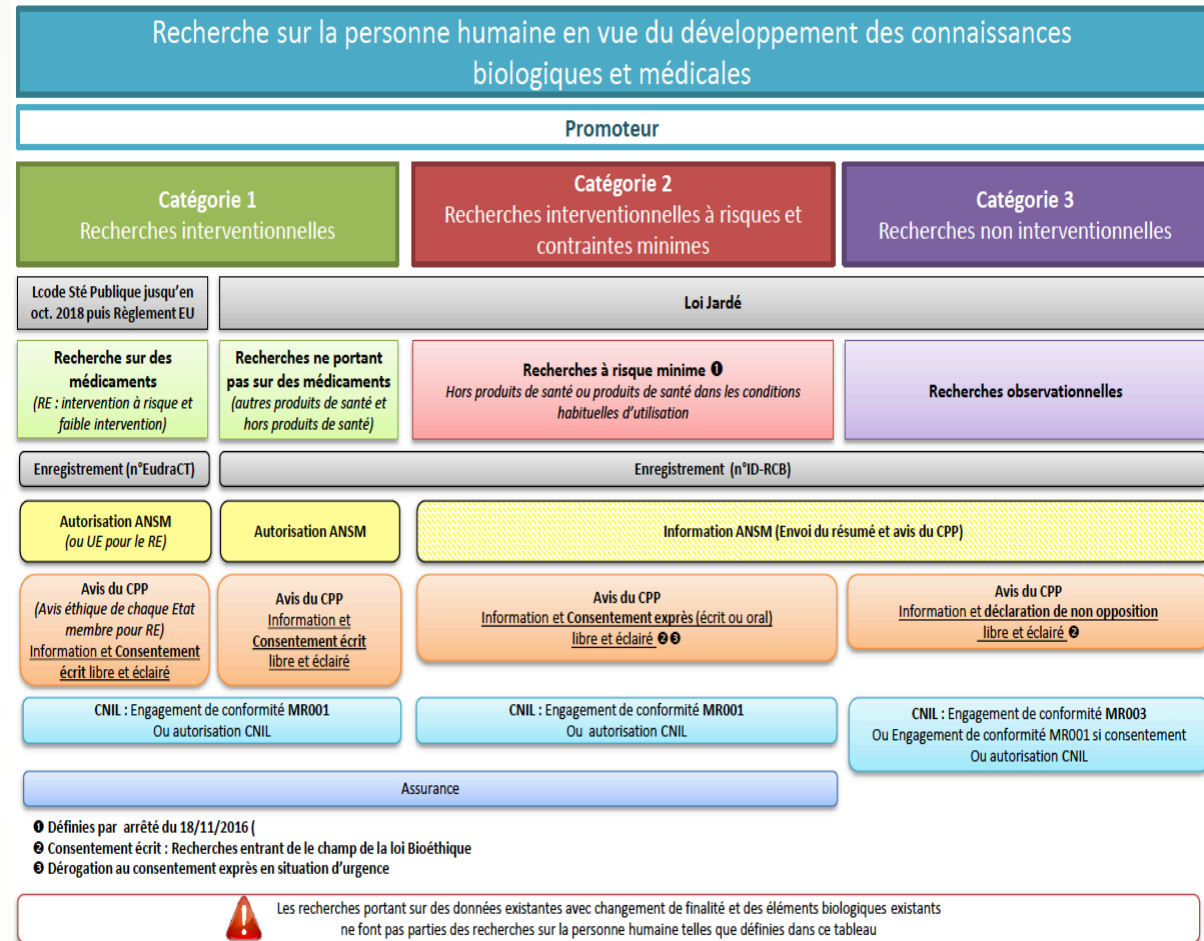 Recherche sur la personne humaine en vue du développement des connaissances
biologiques et médicales
Promoteur
Catégorie 1
Recherches interventionnelles
Catégorie 2
Recherches interventionnelles à risques et
contraintes minimes
Catégorie 3
Recherches non interventionnelles
Lcode Sté Publique jusqu'en
oct. 2018 puis Règlement EU
Loi Jardé
Recherche sur des
médicaments
(RE : intervention à risque et
faible intervention)
Recherches ne portant
pas sur des médicaments
(autres produits de santé et
hors produits de santé)
Recherches à risque minime ❶
Hors produits de santé ou produits de santé dans les conditions
habituelles d'utilisation
Recherches observationnelles
Enregistrement (n°EudraCT)
Enregistrement (n°ID-RCB)
Autorisation ANSM
(ou UE pour le RE)
Autorisation ANSM
Information ANSM (Envoi du résumé et avis du CPP)
Avis du CPP
(Avis éthique de chaque Etat
membre pour RE)
Information et Consentement
écrit libre et éclairé
Avis du CPP
Information et
Consentement écrit
libre et éclairé
Avis du CPP
Information et Consentement exprès (écrit ou oral)
libre et éclairé ❷❸
Avis du CPP
Information et déclaration de non opposition
libre et éclairé ❷
CNIL : Engagement de conformité MR001
Ou autorisation CNIL
CNIL : Engagement de conformité MR001
Ou autorisation CNIL
CNIL : Engagement de conformité MR003
Ou Engagement de conformité MR001 si consentement
Ou autorisation CNIL
Assurance
❶ Définies par arrêté du 18/11/2016 (
❷ Consentement écrit : Recherches entrant de le champ de la loi Bioéthique
❸ Dérogation au consentement exprès en situation d'urgence
Les recherches portant sur des données existantes avec changement de finalité et des éléments biologiques existants
ne font pas parties des recherches sur la personne humaine telles que définies dans ce tableau